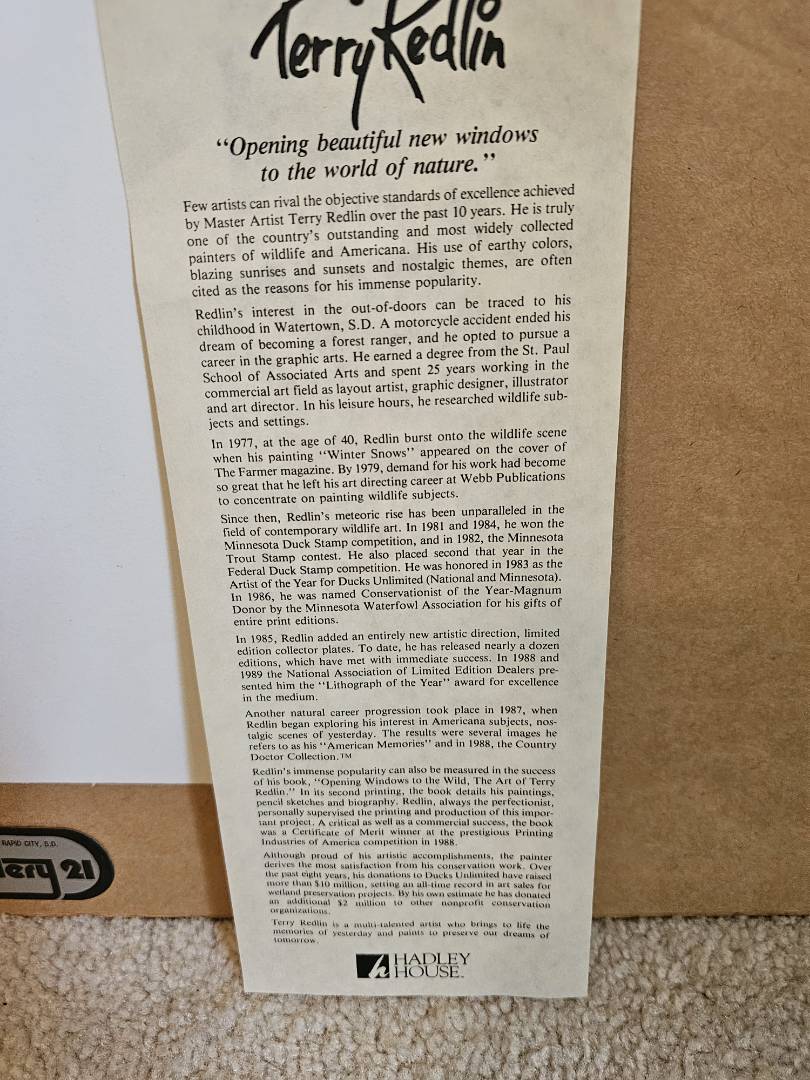 Terry Redlin
“Opening beautiful new windows
to the world of nature.”
Few artists can rival the objective standards of excellence achieved
by Master Artist Terry Redlin over the past 10 years. He is truly
one of the country's outstanding and most widely collected
painters of wildlife and Americana. His use of earthy colors,
blazing sunrises and sunsets and nostalgic themes, are often
cited as the reasons for his immense popularity.
Redlin's interest in the out-of-doors can be traced to his
childhood in Watertown, S.D. A motorcycle accident ended his
dream of becoming a forest ranger, and he opted to pursue a
career in the graphic arts. He earned a degree from the St. Paul
School of Associated Arts and spent 25 years working in the
commercial art field as layout artist, graphic designer, illustrator
and art director. In his leisure hours, he researched wildlife sub-
jects and settings.
In 1977, at the age of 40, Redlin burst onto the wildlife scene
when his painting “Winter Snows” appeared on the cover of
The Farmer magazine. By 1979, demand for his work had become
so great that he left his art directing career at Webb Publications
to concentrate on painting wildlife subjects.
Since then, Redlin's meteoric rise has been unparalleled in the
field of contemporary wildlife art. In 1981 and 1984, he won the
Minnesota Duck Stamp competition, and in 1982, the Minnesota
Trout Stamp contest. He also placed second that year in the
Federal Duck Stamp competition. He was honored in 1983 as the
Artist of the Year for Ducks Unlimited (National and Minnesota).
In 1986, he was named Conservationist of the Year-Magnum
Donor by the Minnesota Waterfowl Association for his gifts of
entire print editions.
In 1985, Redlin added an entirely new artistic direction, limited
edition collector plates. To date, he has released nearly a dozen
editions, which have met with immediate success. In 1988 and
1989 the National Association of Limited Edition Dealers pre-
sented him the “Lithograph of the Year” award for excellence
in the medium.
Another natural career progression took place in 1987, when
Redlin began exploring his interest in Americana subjects, nos-
talgic scenes of yesterday. The results were several images he
refers to as his “American Memories” and in 1988, the Country
Doctor Collection.™
Redlin's immense popularity can also be measured in the success
of his book, “Opening Windows to the Wild, The Art of Terry
Redlin.” In its second printing, the book details his paintings,
pencil sketches and biography. Redlin, always the perfectionist,
personally supervised the printing and production of this impor-
tant project. A critical as well as a commercial success, the book
was a Certificate of Merit winner at the prestigious Printing
Industries of America competition in 1988.
Although proud of his artistic accomplishments, the painter
derives the most satisfaction from his conservation work. Over
the past eight years, his donations to Ducks Unlimited have raised
more than $10 million, setting an all-time record in art sales for
wetland preservation projects. By his own estimate he has donated
an additional $2 million to other nonprofit conservation
organizations.
Terry Redlin is a multi-talented artist who brings to life the
memories of yesterday and paints to preserve our dreams of
tomorrow.
HADLEY
HOUSE
RAPID CITY, S.D.
lery 21